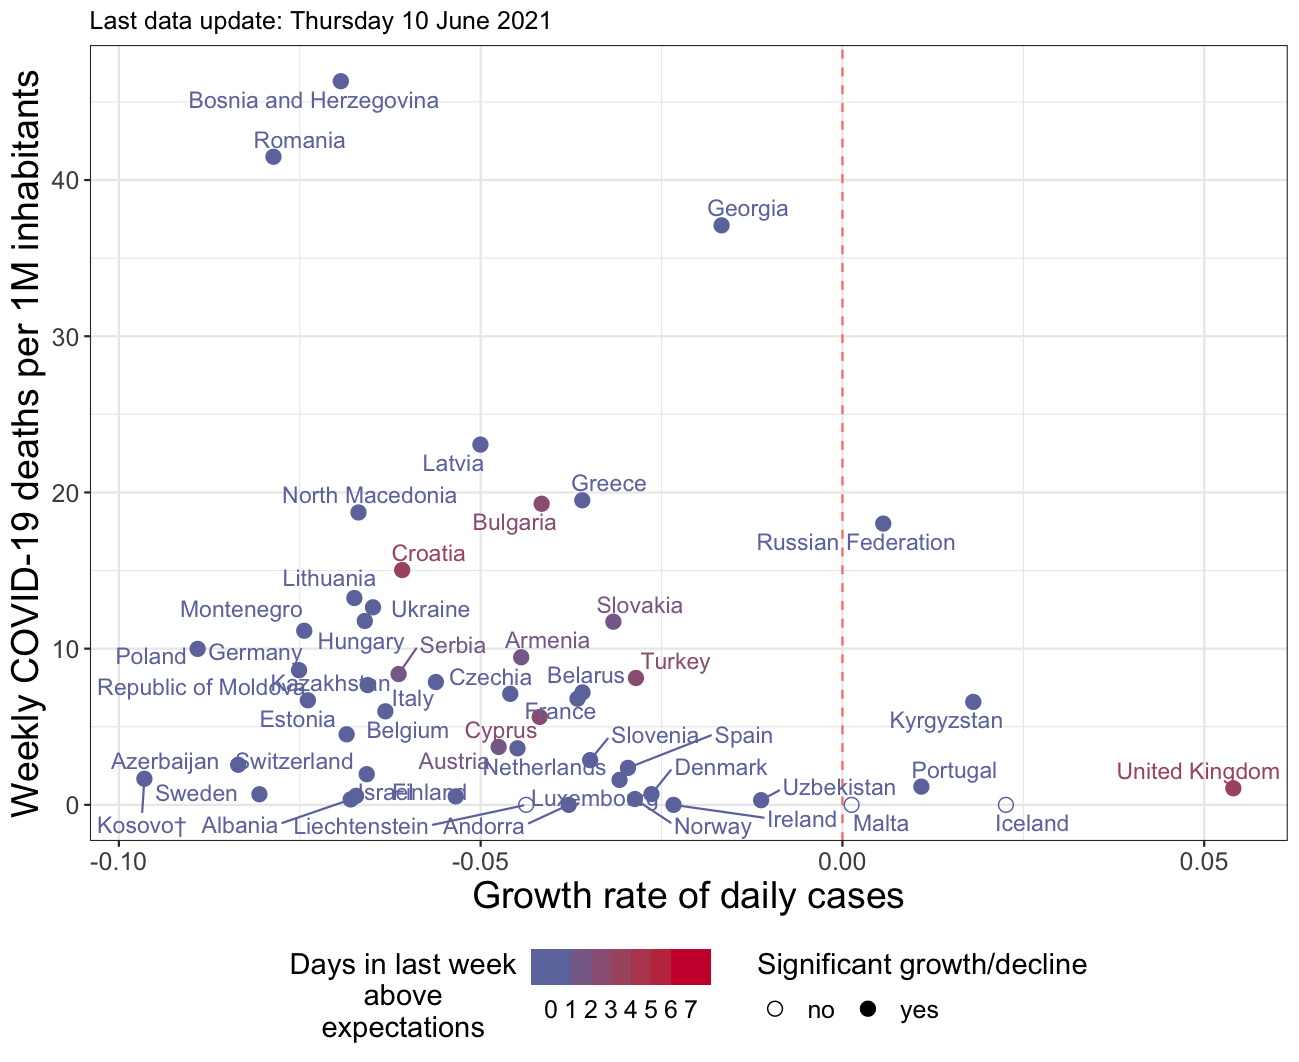 Last data update: Thursday 10 June 2021
Weekly COVID-19 deaths per 1M inhabitants
40
30
20
10
0
Bosnia and Herzegovina
Romania
Georgia
Latvia
Greece
North Macedonia
Bulgaria
Russian Federation
Croatia
Lithuania
Slovakia
Montenegro
Ukraine
Hungary
Serbia
Armenia
Poland
Germany
Turkey
Republic of Moldova
Kazakhstan
Czechia
Belarus
Italy
France
Estonia
Kyrgyzstan
Belgium
Cyprus
Slovenia
Spain
Azerbaijan
Switzerland
Austria
Netherlands
Denmark
Portugal
United Kingdom
Sweden
Israel
Finland
Luxembourg
Uzbekistan
Kosovo†
Albania
Liechtenstein
Andorra
Norway
Ireland
Malta
Iceland
-0.10
-0.05
0.00
0.05
Growth rate of daily cases
Days in last week
above
expectations
0 1 2 3 4 5 6 7
Significant growth/decline
no
yes